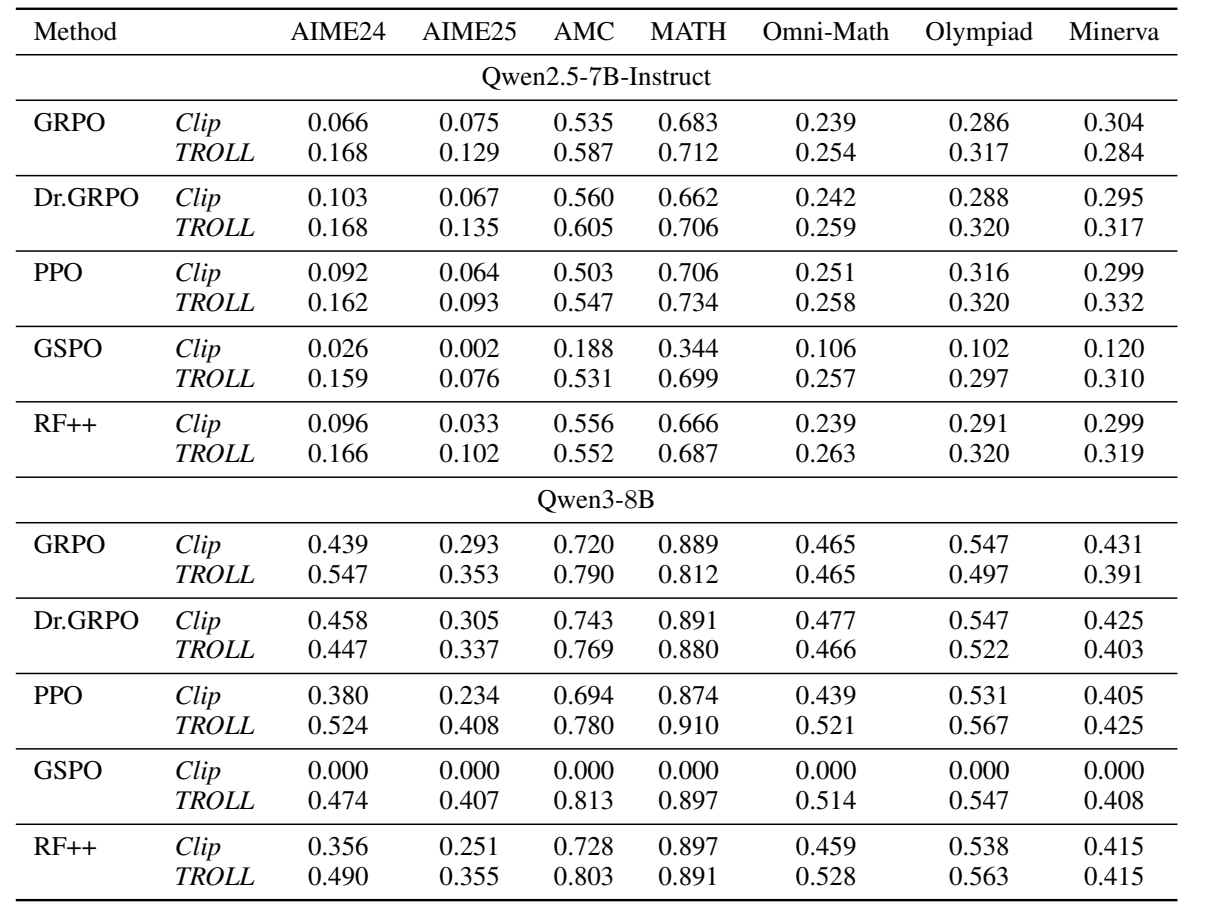 Method AIME24 AIME25 AMC MATH Omni-Math Olympiad Minerva
Qwen2.5-7B-Instruct
GRPO Clip 0.066 0.075 0.535 0.683 0.239 0.286 0.304
TROLL 0.168 0.129 0.587 0.712 0.254 0.317 0.284
Dr.GRPO Clip 0.103 0.067 0.560 0.662 0.242 0.288 0.295
TROLL 0.168 0.135 0.605 0.706 0.259 0.320 0.317
PPO Clip 0.092 0.064 0.503 0.706 0.251 0.316 0.299
TROLL 0.162 0.093 0.547 0.734 0.258 0.320 0.332
GSPO Clip 0.026 0.002 0.188 0.344 0.106 0.102 0.120
TROLL 0.159 0.076 0.531 0.699 0.257 0.297 0.310
RF++ Clip 0.096 0.033 0.556 0.666 0.239 0.291 0.299
TROLL 0.166 0.102 0.552 0.687 0.263 0.320 0.319
Qwen3-8B
GRPO Clip 0.439 0.293 0.720 0.889 0.465 0.547 0.431
TROLL 0.547 0.353 0.790 0.812 0.465 0.497 0.391
Dr.GRPO Clip 0.458 0.305 0.743 0.891 0.477 0.547 0.425
TROLL 0.447 0.337 0.769 0.880 0.466 0.522 0.403
PPO Clip 0.380 0.234 0.694 0.874 0.439 0.531 0.405
TROLL 0.524 0.408 0.780 0.910 0.521 0.567 0.425
GSPO Clip 0.000 0.000 0.000 0.000 0.000 0.000 0.000
TROLL 0.474 0.407 0.813 0.897 0.514 0.547 0.408
RF++ Clip 0.356 0.251 0.728 0.897 0.459 0.538 0.415
TROLL 0.490 0.355 0.803 0.891 0.528 0.563 0.415